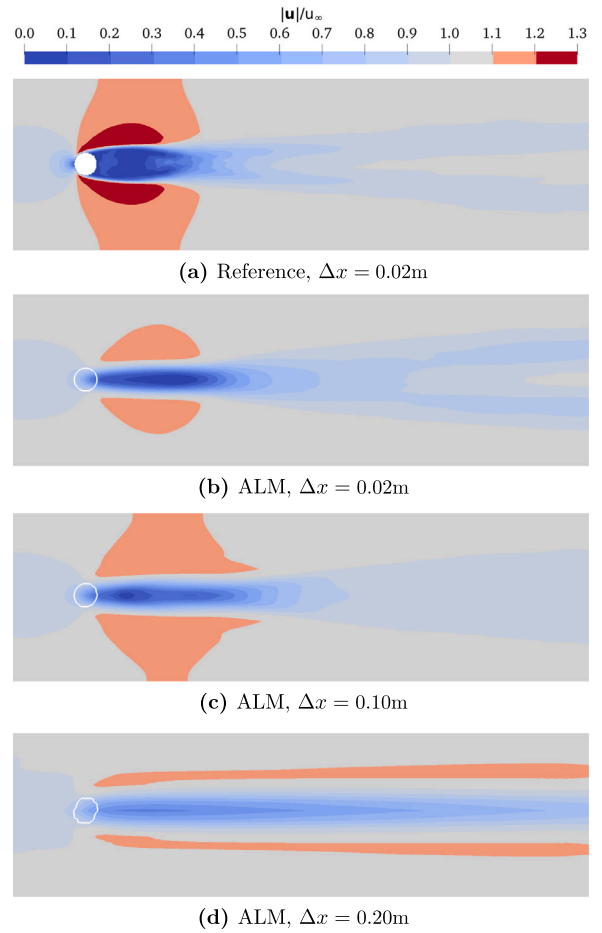 |u|/u∞
0.0 0.1 0.2 0.3 0.4 0.5 0.6 0.7 0.8 0.9 1.0 1.1 1.2 1.3
(a) Reference, Δx = 0.02m
(b) ALM, Δx = 0.02m
(c) ALM, Δx = 0.10m
(d) ALM, Δx = 0.20m